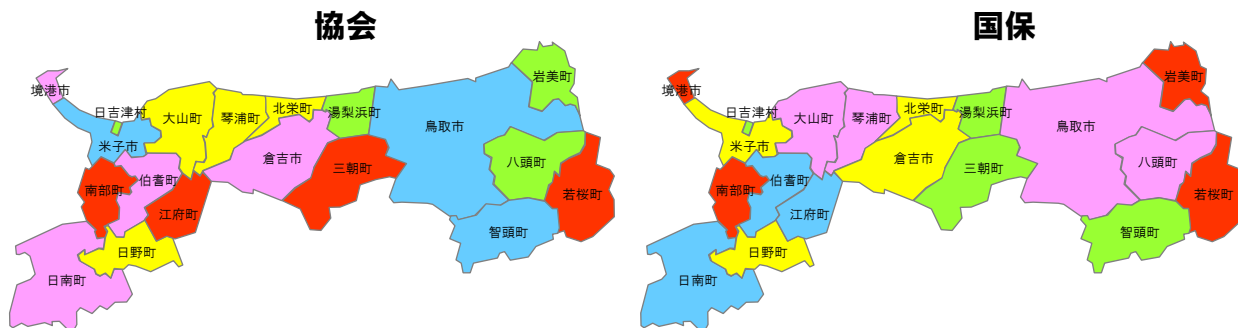 協会
国保
岩美町
境港市
日吉津村
大山町
琴浦町
北栄町
湯梨浜町
鳥取市
米子市
倉吉市
八頭町
三朝町
南部町
伯耆町
若桜町
江府町
智頭町
日野町
日南町
岩美町
境港市
日吉津村
大山町
琴浦町
北栄町
湯梨浜町
鳥取市
米子市
倉吉市
八頭町
三朝町
南部町
伯耆町
若桜町
江府町
智頭町
日野町
日南町